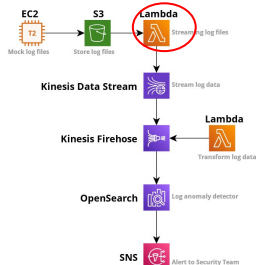 EC2
S3
Lambda
T2
Streaming log files
Mock log files
Store log files
Kinesis Data Stream
Stream log data
Lambda
Kinesis Firehose
Transform log data
OpenSearch
Log anomaly detector
SNS
Alert to Security Team